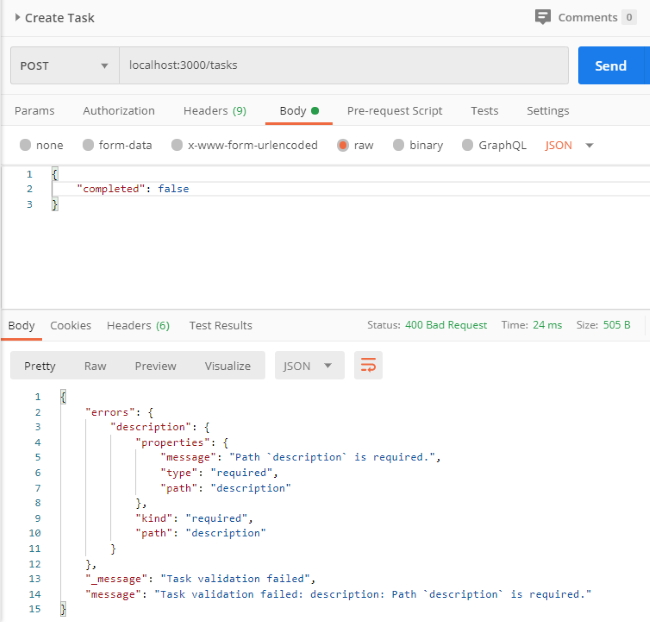 Create Task
Comments 0
POST
localhost:3000/tasks
Send
Params Authorization Headers (9) Body Pre-request Script Tests Settings
none form-data x-www-form-urlencoded raw binary GraphQL JSON
1 {
2 "completed": false
3 }
Body Cookies Headers (6) Test Results Status: 400 Bad Request Time: 24 ms Size: 505 B
Pretty Raw Preview Visualize JSON
1 {
2 "errors": {
3 "description": {
4 "properties": {
5 "message": "Path `description` is required.",
6 "type": "required",
7 "path": "description"
8 },
9 "kind": "required",
10 "path": "description"
11 }
12 },
13 "_message": "Task validation failed",
14 "message": "Task validation failed: description: Path `description` is required."
15 }